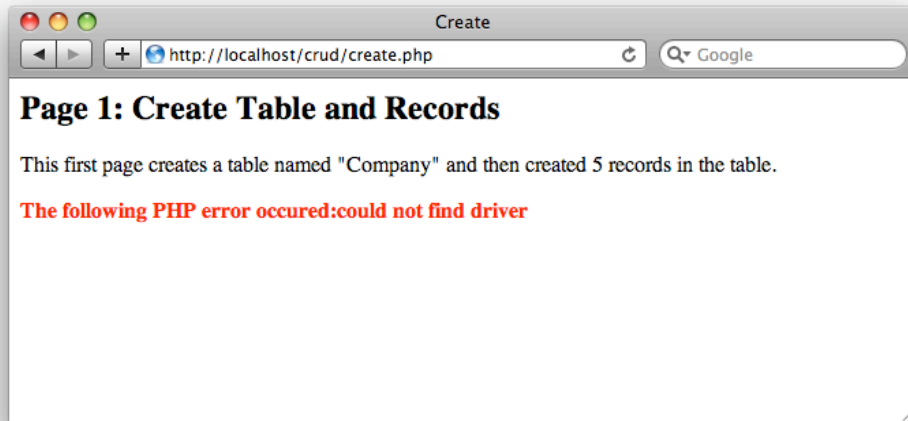 Create
http://localhost/crud/create.php
Google
Page 1: Create Table and Records
This first page creates a table named "Company" and then created 5 records in the table.
The following PHP error occured:could not find driver